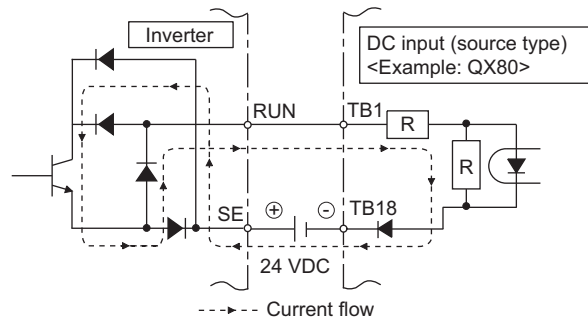 Inverter
DC input (source type)
<Example: QX80>
RUN
TB1
R
R
SE
⊕
⊖
TB18
24 VDC
Current flow